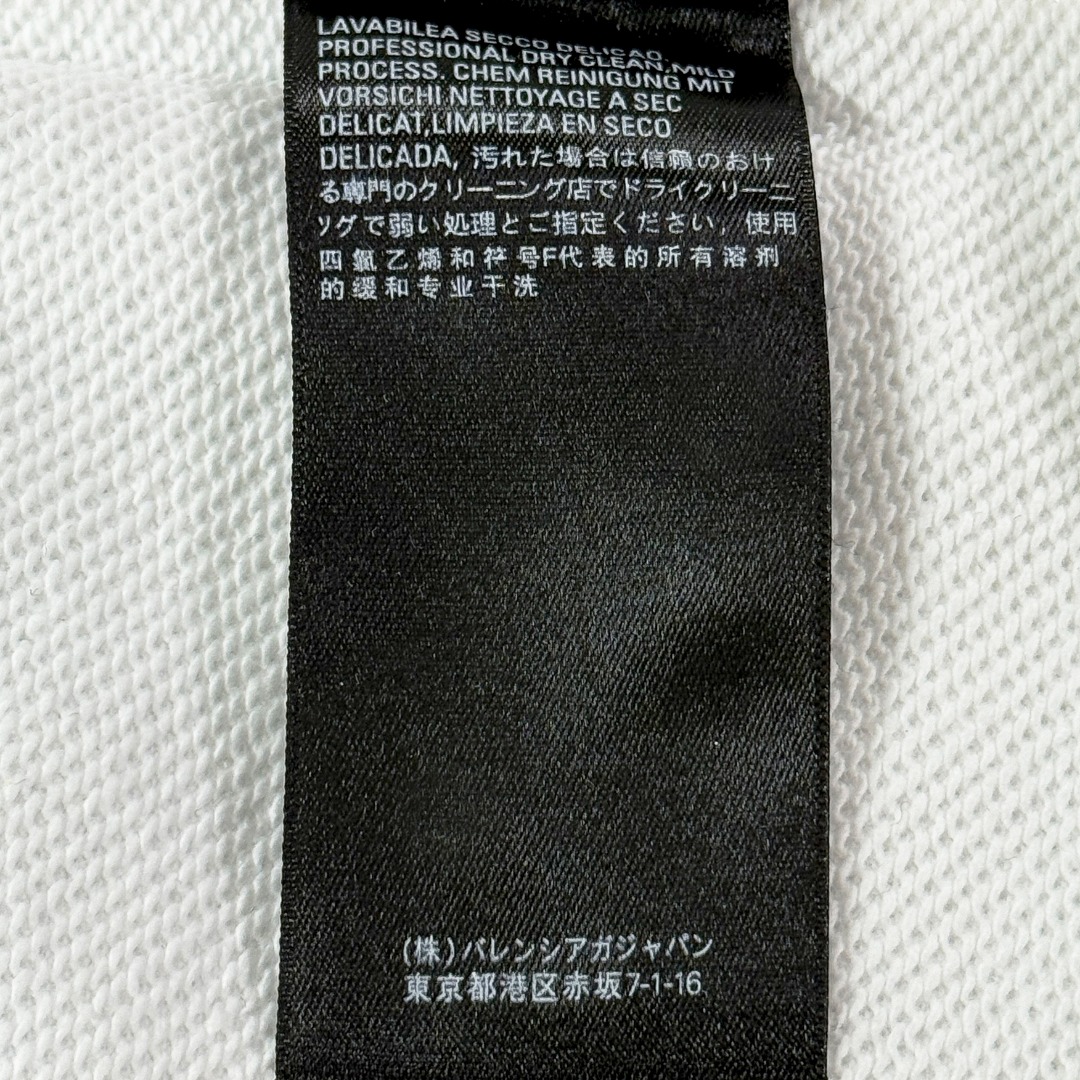 LAVABILEA SECCO DELICAO
PROFESSIONAL DRY CLEAN,MILD
PROCESS. CHEM REINIGUNG MIT
VORSICHI NETTOYAGE A SEC
DELICAT,LIMPIEZA EN SECO
DELICADA, 汚れた場合は信頼のおけ
る専門のクリーニング店でドライクリーニ
ソグで弱い処理とご指定ください, 使用
四氯乙烯和符号F代表的所有溶剂
的缓和专业干洗
(株)バレンシアガジャパン
東京都港区赤坂7-1-16